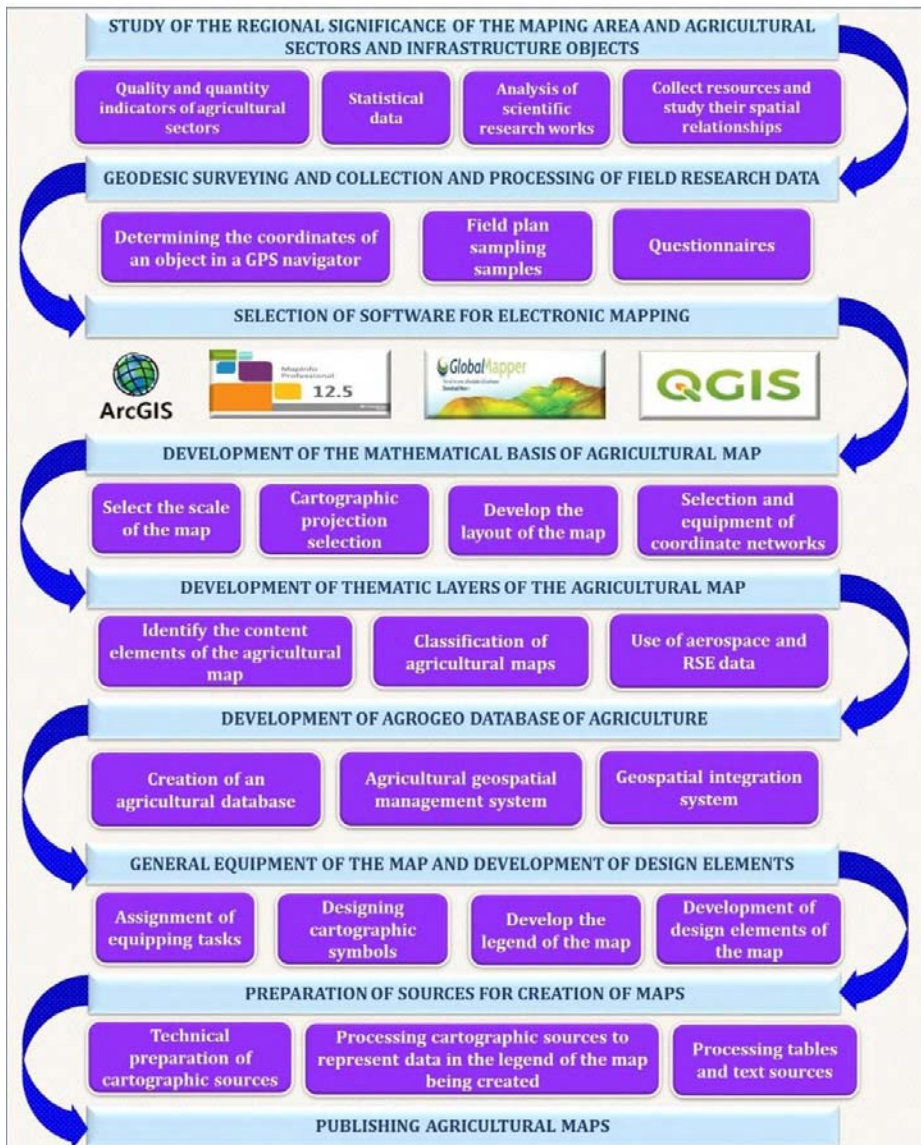 STUDY OF THE REGIONAL SIGNIFICANCE OF THE MAPING AREA AND AGRICULTURAL
SECTORS AND INFRASTRUCTURE OBJECTS
Quality and quantity
indicators of agricultural
sectors
Statistical
data
Analysis of
scientific
research works
Collect resources and
study their spatial
relationships
GEODESIC SURVEYING AND COLLECTION AND PROCESSING OF FIELD RESEARCH DATA
Determining the coordinates of
an object in a GPS navigator
Field plan
sampling
samples
Questionnaires
SELECTION OF SOFTWARE FOR ELECTRONIC MAPPING
ArcGIS
MapInfo
Professional
12.5
GlobalMapper
QGIS
DEVELOPMENT OF THE MATHEMATICAL BASIS OF AGRICULTURAL MAP
Select the scale
of the map
Cartographic
projection
selection
Develop the
layout of the map
Selection and
equipment of
coordinate networks
DEVELOPMENT OF THEMATIC LAYERS OF THE AGRICULTURAL MAP
Identify the content
elements of the agricultural
map
Classification of
agricultural maps
Use of aerospace and
RSE data
DEVELOPMENT OF AGROGEO DATABASE OF AGRICULTURE
Creation of an
agricultural database
Agricultural geospatial
management system
Geospatial integration
system
GENERAL EQUIPMENT OF THE MAP AND DEVELOPMENT OF DESIGN ELEMENTS
Assignment of
equipping tasks
Designing
cartographic
symbols
Develop the
legend of the map
Development of
design elements of
the map
PREPARATION OF SOURCES FOR CREATION OF MAPS
Technical
preparation of
cartographic sources
Processing cartographic sources to
represent data in the legend of the map
being created
Processing tables
and text sources
PUBLISHING AGRICULTURAL MAPS